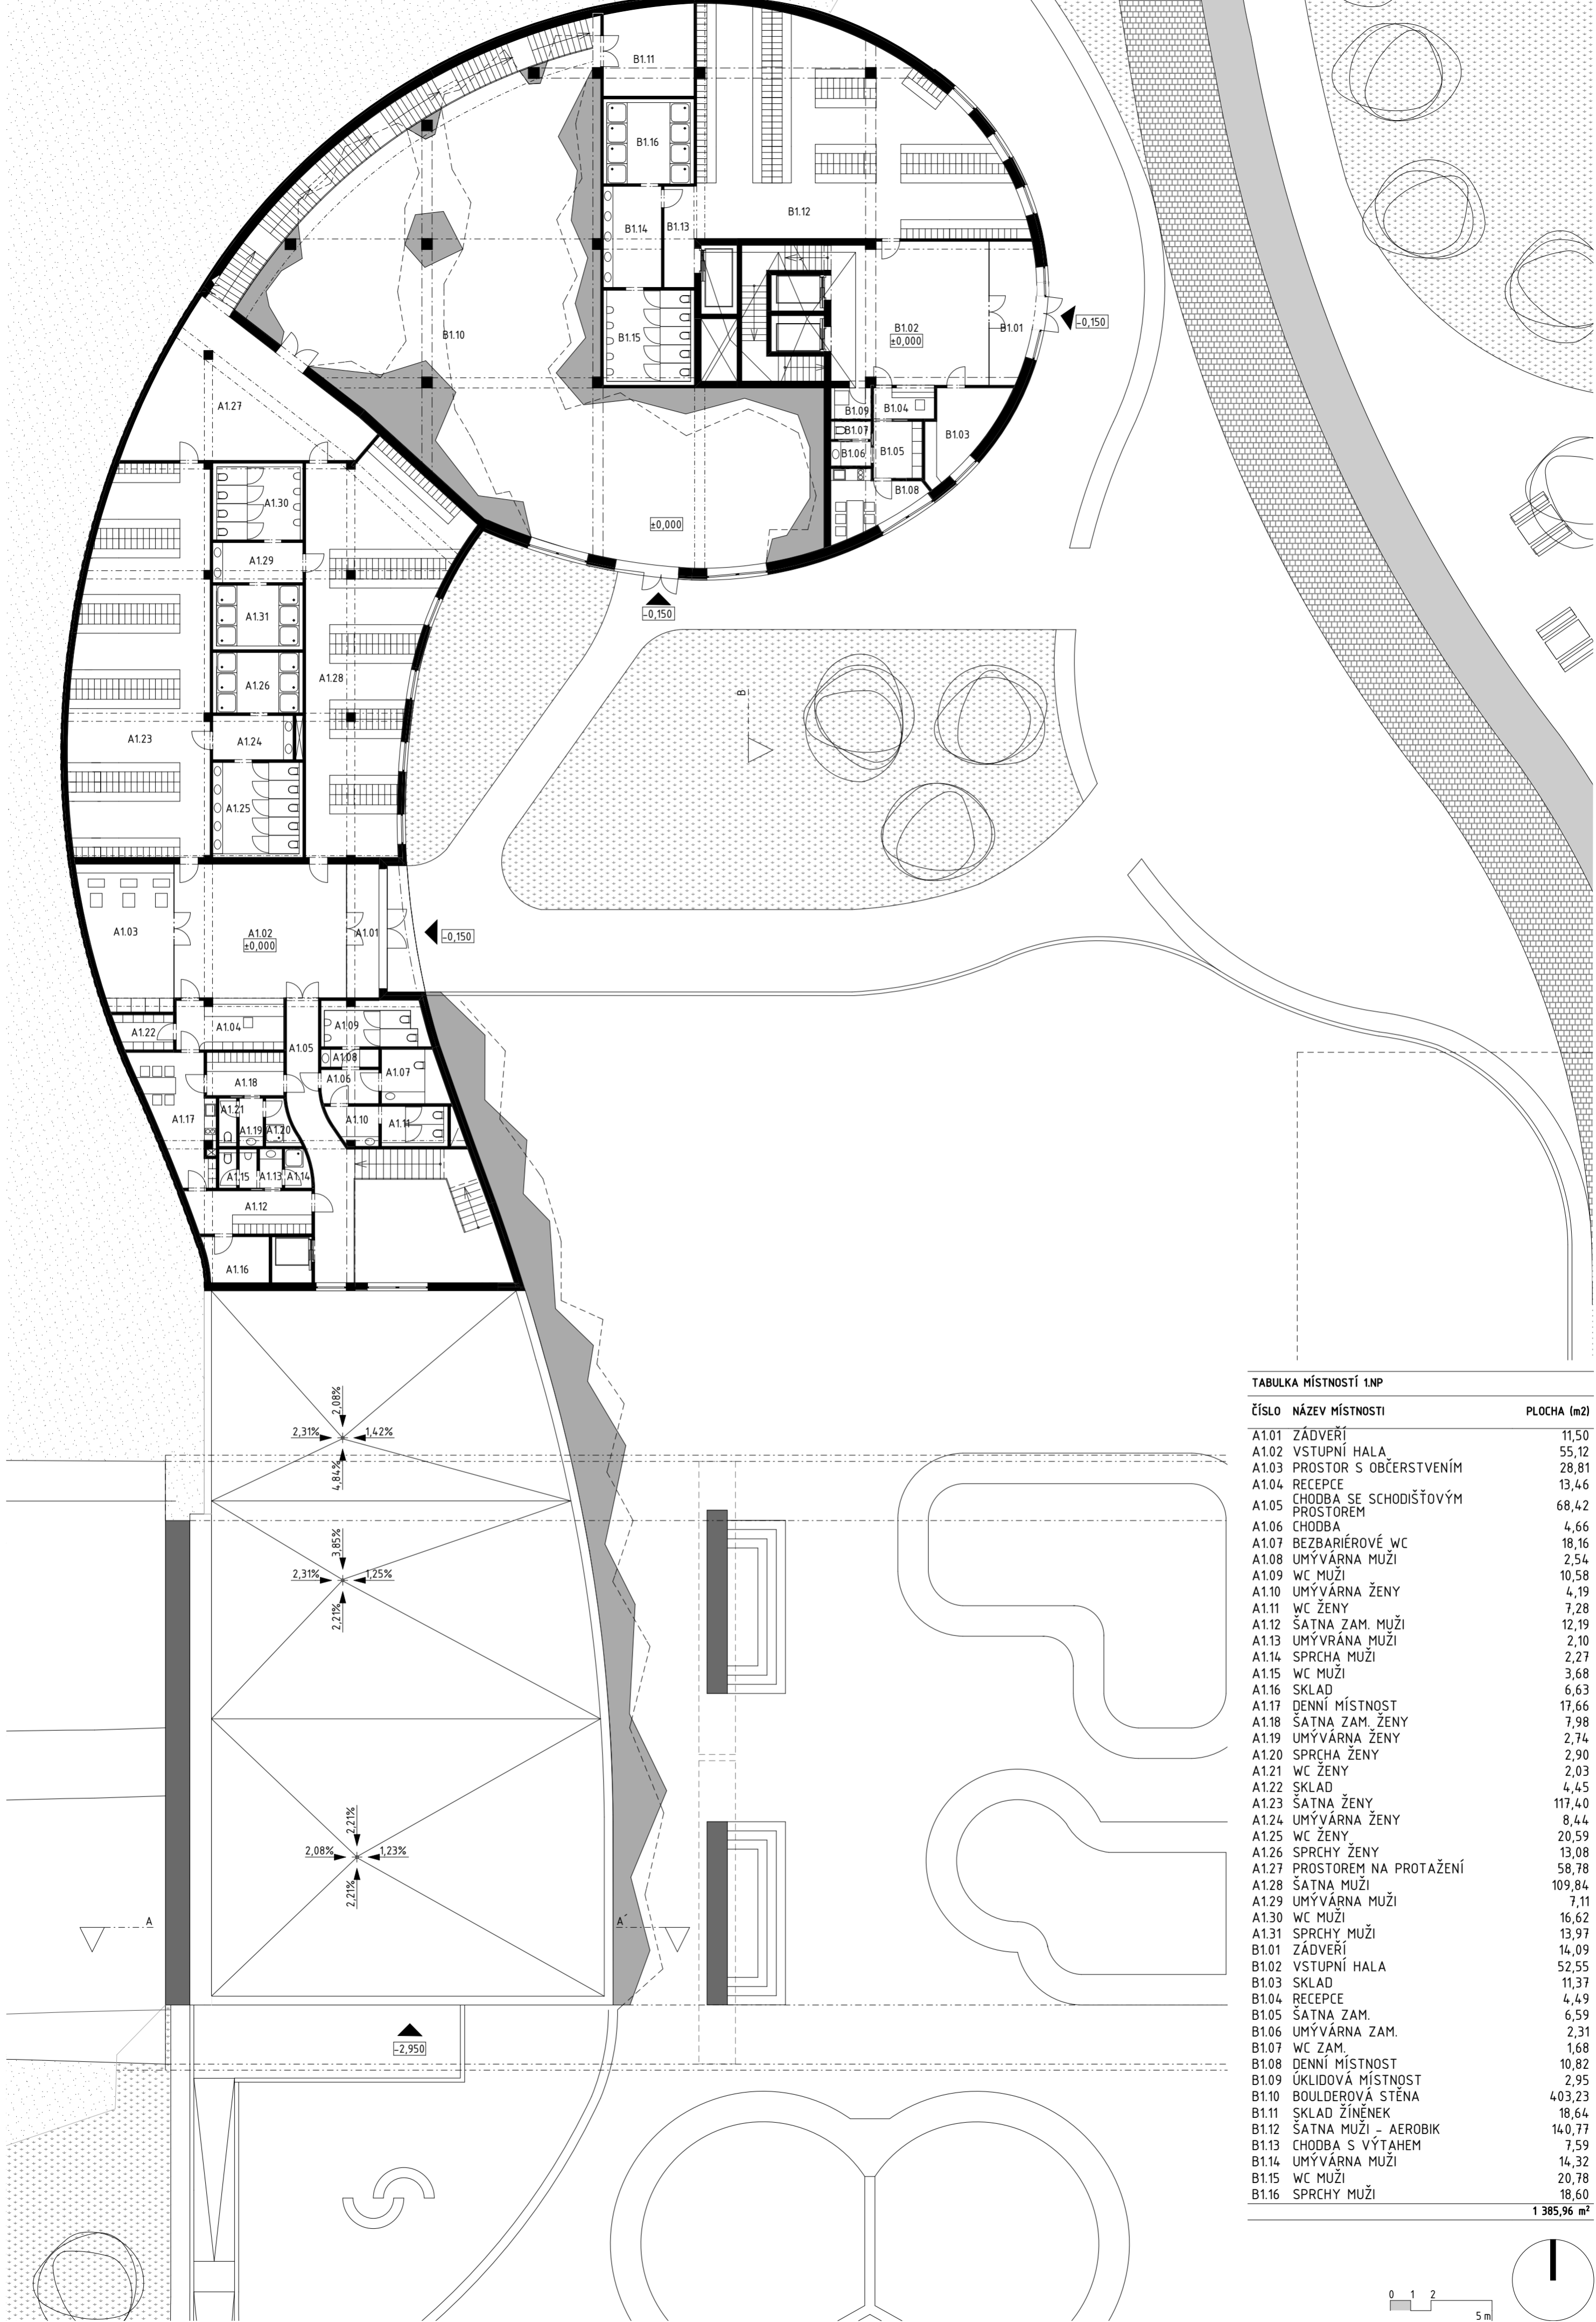 B1.11
B1.16
B1.12
B1.14
B1.13
B1.10
B1.15
B1.02
±0,000
B1.01
-0,150
B1.09
B1.04
B1.07
B1.03
B1.06
B1.05
B1.08
A1.27
A1.30
±0,000
A1.29
-0,150
A1.31
A1.28
A1.26
B
A1.23
A1.24
A1.25
A1.03
A1.02
±0,000
A1.01
-0,150
A1.22
A1.04
A1.09
A1.05
A1.08
A1.06
A1.07
A1.18
A1.17
A1.21
A1.19
A1.20
A1.10
A1.11
A1.15
A1.13
A1.14
A1.12
A1.16
2,08%
2,31%
1,42%
4,84%
3,85%
2,31%
1,25%
2,21%
2,21%
2,08%
1,23%
2,21%
A
A´
-2,950
TABULKA MÍSTNOSTÍ 1.NP
ČÍSLO NÁZEV MÍSTNOSTI PLOCHA (m2)
A1.01 ZÁDVEŘÍ 11,50
A1.02 VSTUPNÍ HALA 55,12
A1.03 PROSTOR S OBČERSTVENÍM 28,81
A1.04 RECEPCE 13,46
A1.05 CHODBA SE SCHODIŠŤOVÝM PROSTOREM 68,42
A1.06 CHODBA 4,66
A1.07 BEZBARIÉROVÉ WC 18,16
A1.08 UMÝVÁRNA MUŽI 2,54
A1.09 WC MUŽI 10,58
A1.10 UMÝVÁRNA ŽENY 4,19
A1.11 WC ŽENY 7,28
A1.12 ŠATNA ZAM. MUŽI 12,19
A1.13 UMÝVRÁNA MUŽI 2,10
A1.14 SPRCHA MUŽI 2,27
A1.15 WC MUŽI 3,68
A1.16 SKLAD 6,63
A1.17 DENNÍ MÍSTNOST 17,66
A1.18 ŠATNA ZAM. ŽENY 7,98
A1.19 UMÝVÁRNA ŽENY 2,74
A1.20 SPRCHA ŽENY 2,90
A1.21 WC ŽENY 2,03
A1.22 SKLAD 4,45
A1.23 ŠATNA ŽENY 117,40
A1.24 UMÝVÁRNA ŽENY 8,44
A1.25 WC ŽENY 20,59
A1.26 SPRCHY ŽENY 13,08
A1.27 PROSTOREM NA PROTAŽENÍ 58,78
A1.28 ŠATNA MUŽI 109,84
A1.29 UMÝVÁRNA MUŽI 7,11
A1.30 WC MUŽI 16,62
A1.31 SPRCHY MUŽI 13,97
B1.01 ZÁDVEŘÍ 14,09
B1.02 VSTUPNÍ HALA 52,55
B1.03 SKLAD 11,37
B1.04 RECEPCE 4,49
B1.05 ŠATNA ZAM. 6,59
B1.06 UMÝVÁRNA ZAM. 2,31
B1.07 WC ZAM. 1,68
B1.08 DENNÍ MÍSTNOST 10,82
B1.09 ÚKLIDOVÁ MÍSTNOST 2,95
B1.10 BOULDEROVÁ STĚNA 403,23
B1.11 SKLAD ŽÍNĚNEK 18,64
B1.12 ŠATNA MUŽI – AEROBIK 140,77
B1.13 CHODBA S VÝTAHEM 7,59
B1.14 UMÝVÁRNA MUŽI 14,32
B1.15 WC MUŽI 20,78
B1.16 SPRCHY MUŽI 18,60
1 385,96 m²
0 1 2
5 m